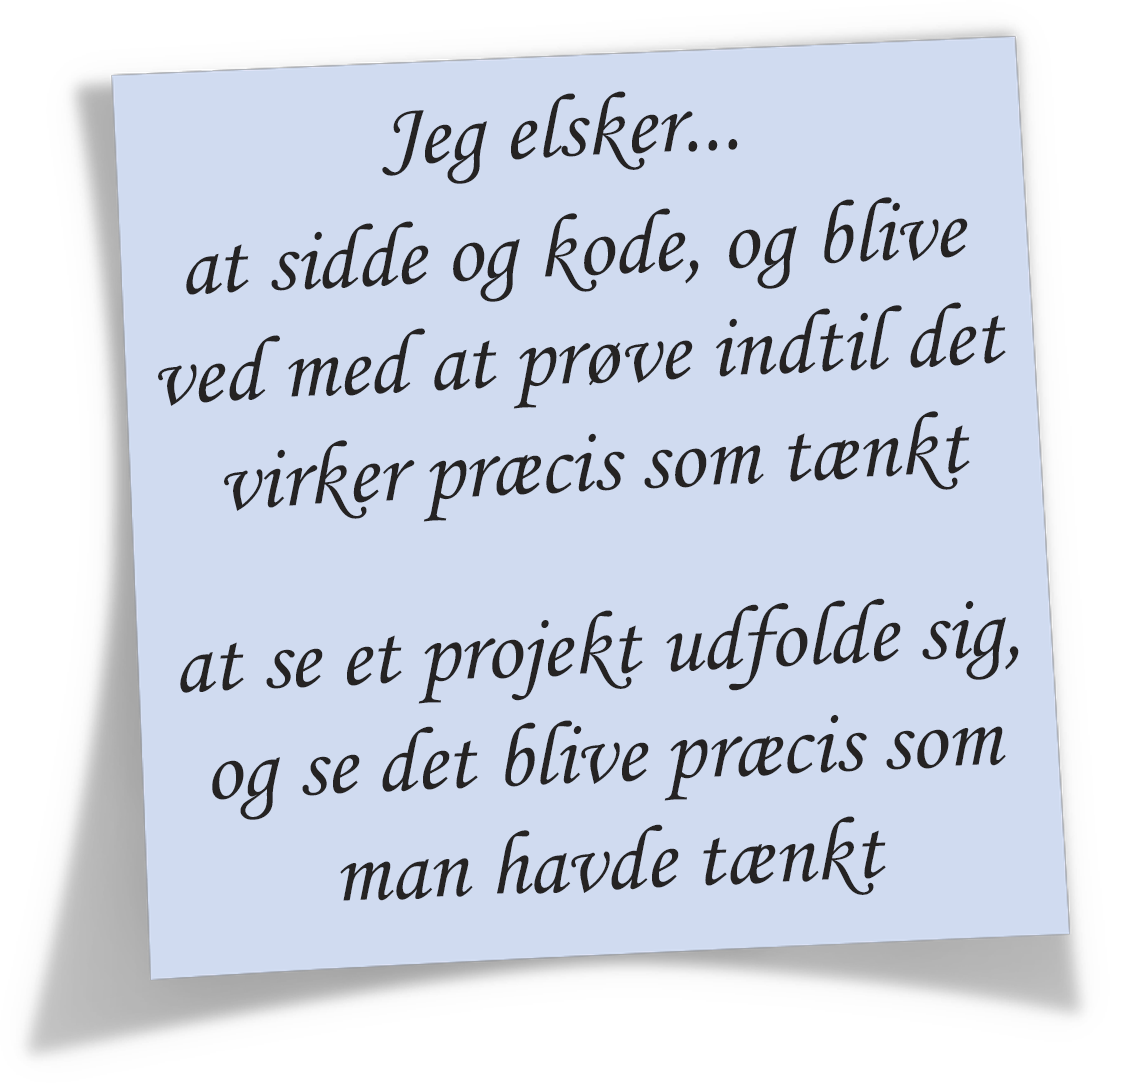 Jeg elsker...
at sidde og kode, og blive
ved med at prøve indtil det
virker præcis som tænkt
at se et projekt udfolde sig,
og se det blive præcis som
man havde tænkt